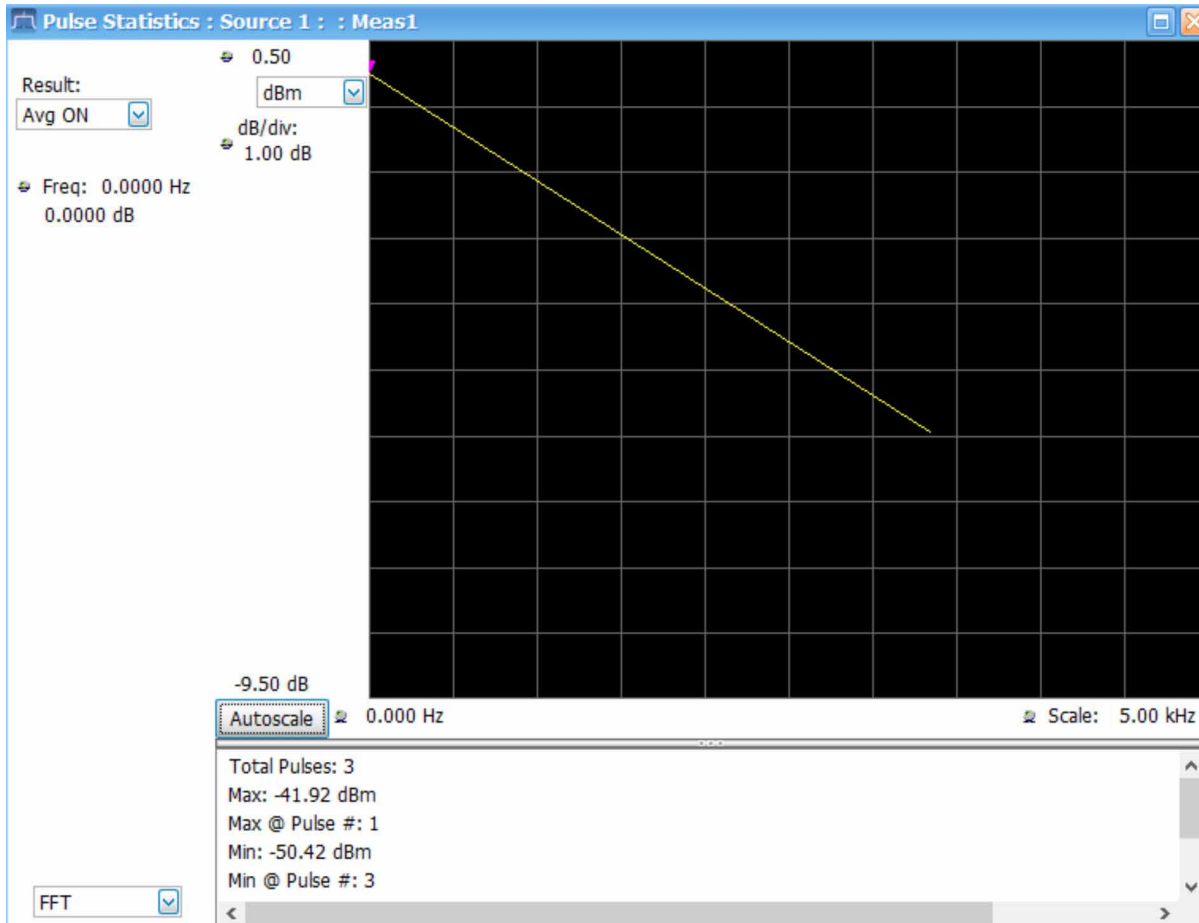 Pulse Statistics : Source 1 : : Meas1
Result:
Avg ON
Freq: 0.0000 Hz
0.0000 dB
0.50
dBm
dB/div:
1.00 dB
-9.50 dB
Autoscale
0.000 Hz
Scale: 5.00 kHz
Total Pulses: 3
Max: -41.92 dBm
Max @ Pulse #: 1
Min: -50.42 dBm
Min @ Pulse #: 3
FFT